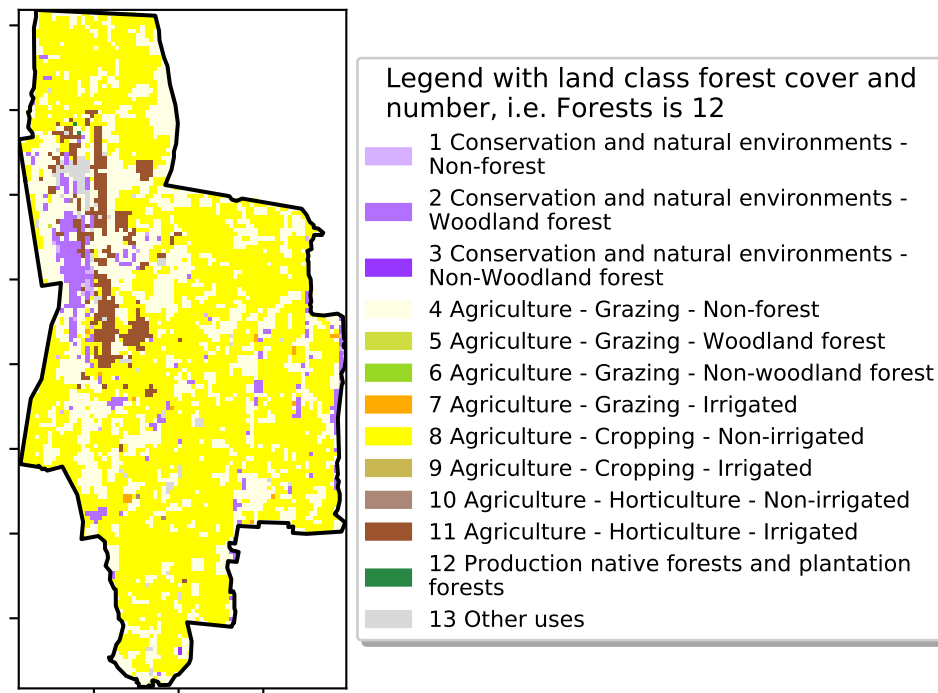 Legend with land class forest cover and
number, i.e. Forests is 12
1 Conservation and natural environments -
Non-forest
2 Conservation and natural environments -
Woodland forest
3 Conservation and natural environments -
Non-Woodland forest
4 Agriculture - Grazing - Non-forest
5 Agriculture - Grazing - Woodland forest
6 Agriculture - Grazing - Non-woodland forest
7 Agriculture - Grazing - Irrigated
8 Agriculture - Cropping - Non-irrigated
9 Agriculture - Cropping - Irrigated
10 Agriculture - Horticulture - Non-irrigated
11 Agriculture - Horticulture - Irrigated
12 Production native forests and plantation
forests
13 Other uses